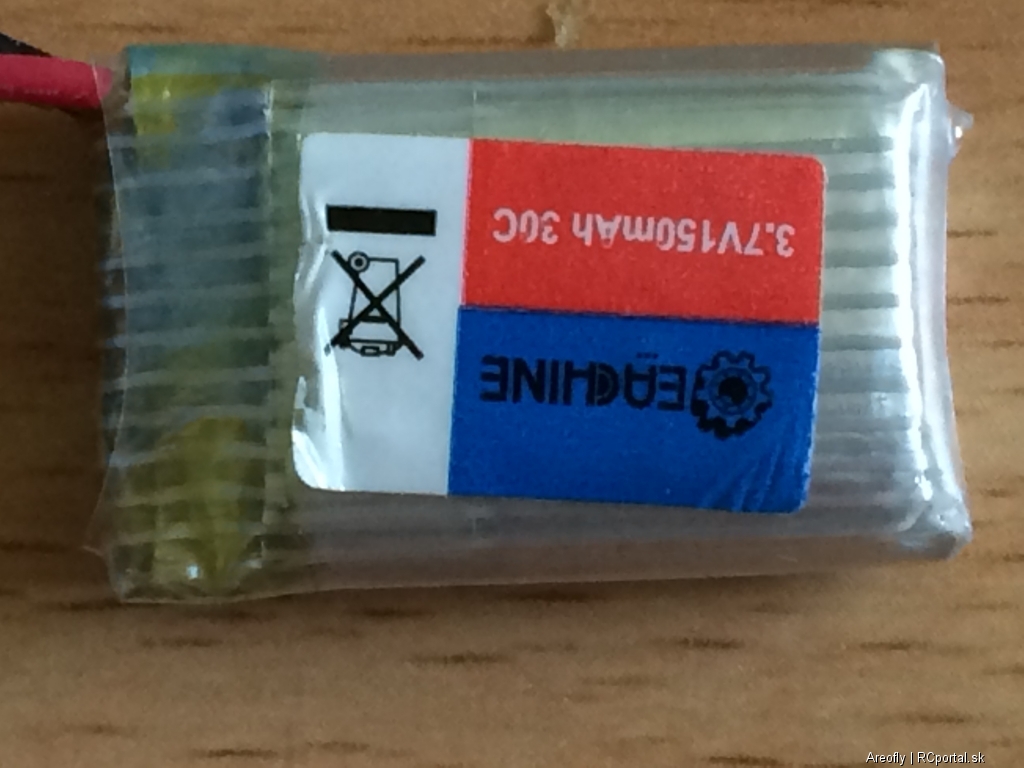 3.7V150mAh 30C
EACHINE
Areofly | RCportal.sk